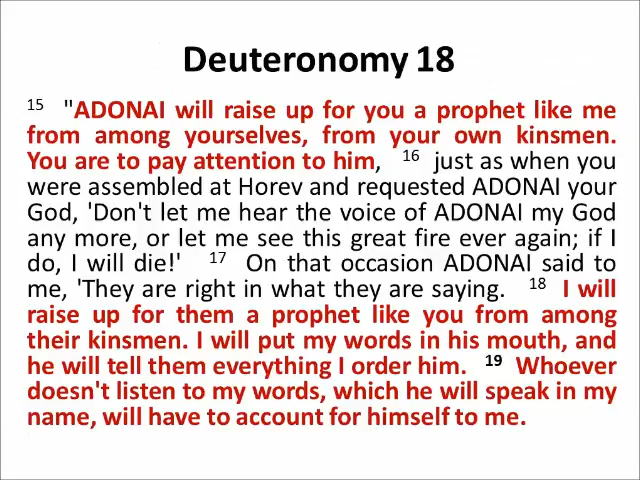 Deuteronomy 18
15 "ADONAI will raise up for you a prophet like me
from among yourselves, from your own kinsmen.
You are to pay attention to him, 16 just as when you
were assembled at Horev and requested ADONAI your
God, 'Don't let me hear the voice of ADONAI my God
any more, or let me see this great fire ever again; if I
do, I will die!' 17 On that occasion ADONAI said to
me, 'They are right in what they are saying. 18 I will
raise up for them a prophet like you from among
their kinsmen. I will put my words in his mouth, and
he will tell them everything I order him. 19 Whoever
doesn't listen to my words, which he will speak in my
name, will have to account for himself to me.